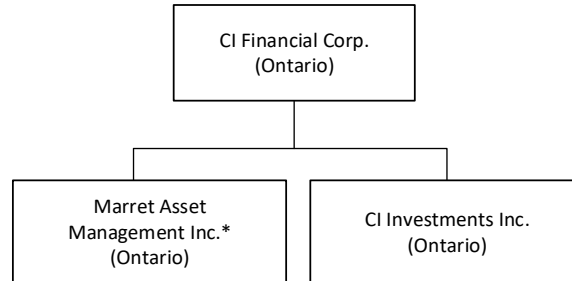 CI Financial Corp.
(Ontario)
Marret Asset
Management Inc.*
(Ontario)
CI Investments Inc.
(Ontario)